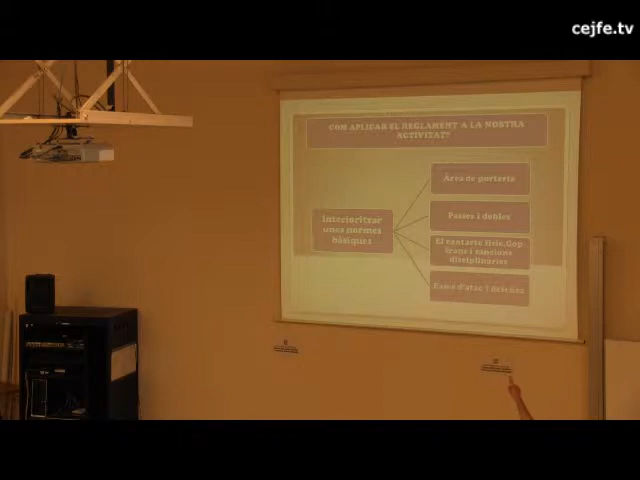 cejfe.tv
COM APLICAR EL REGLAMENT A LA NOSTRA
ACTIVITAT?
Àrea de porteria
Interioritzar
unes normes
bàsiques
Passes i dobles
El contacte físic.Cop
franc i sancions
disciplinàries
Fases d'atac i defensa